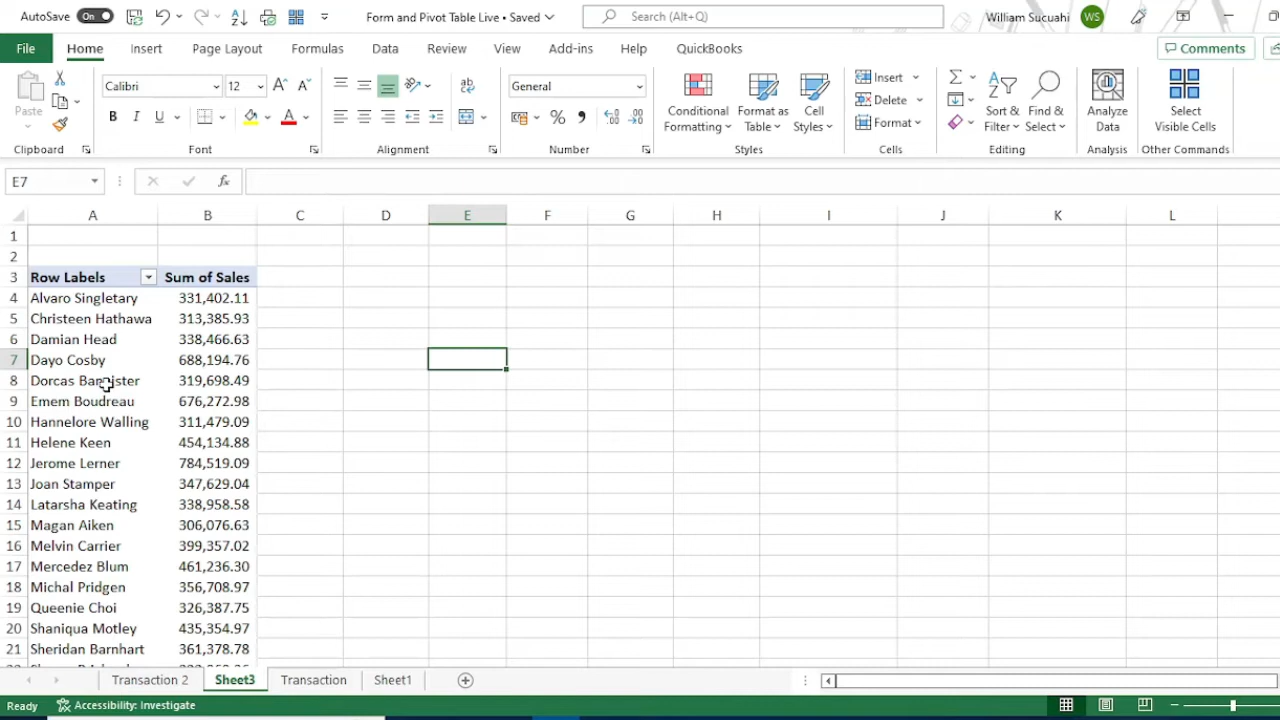 AutoSave On Form and Pivot Table Live • Saved Search (Alt+Q) William Sucuahi WS
File Home Insert Page Layout Formulas Data Review View Add-ins Help QuickBooks Comments
Paste
Clipboard
Calibri 12
B I U A
Font
ab
Alignment
General
% 9
Number
Conditional Formatting
Format as Table
Cell Styles
Styles
Insert
Delete
Format
Cells
Sort & Filter
Find & Select
Editing
Analyze Data
Analysis
Select Visible Cells
Other Commands
E7 fx
A B C D E F G H I J K L
1
2
3 Row Labels Sum of Sales
4 Alvaro Singletary 331,402.11
5 Christeen Hathawa 313,385.93
6 Damian Head 338,466.63
7 Dayo Cosby 688,194.76
8 Dorcas Bannister 319,698.49
9 Emem Boudreau 676,272.98
10 Hannelore Walling 311,479.09
11 Helene Keen 454,134.88
12 Jerome Lerner 784,519.09
13 Joan Stamper 347,629.04
14 Latarsha Keating 338,958.58
15 Magan Aiken 306,076.63
16 Melvin Carrier 399,357.02
17 Mercedez Blum 461,236.30
18 Michal Pridgen 356,708.97
19 Queenie Choi 326,387.75
20 Shaniqua Motley 435,354.97
21 Sheridan Barnhart 361,378.78
Transaction 2 Sheet3 Transaction Sheet1
Ready Accessibility: Investigate